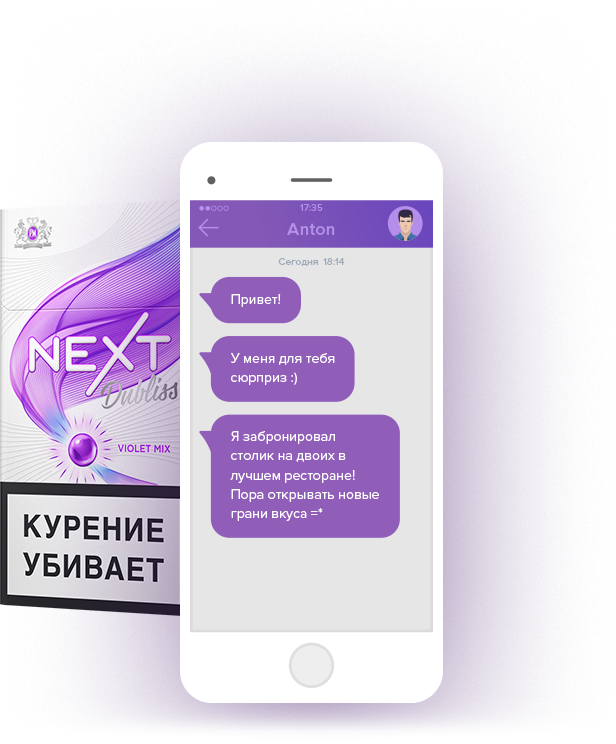 17:35
Anton
Сегодня 18:14
Привет!
У меня для тебя
сюрприз :)
Я забронировал
столик на двоих в
лучшем ресторане!
Пора открывать новые
грани вкуса =*
NEXT
Dubliss
VIOLET MIX
КУРЕНИЕ
УБИВАЕТ